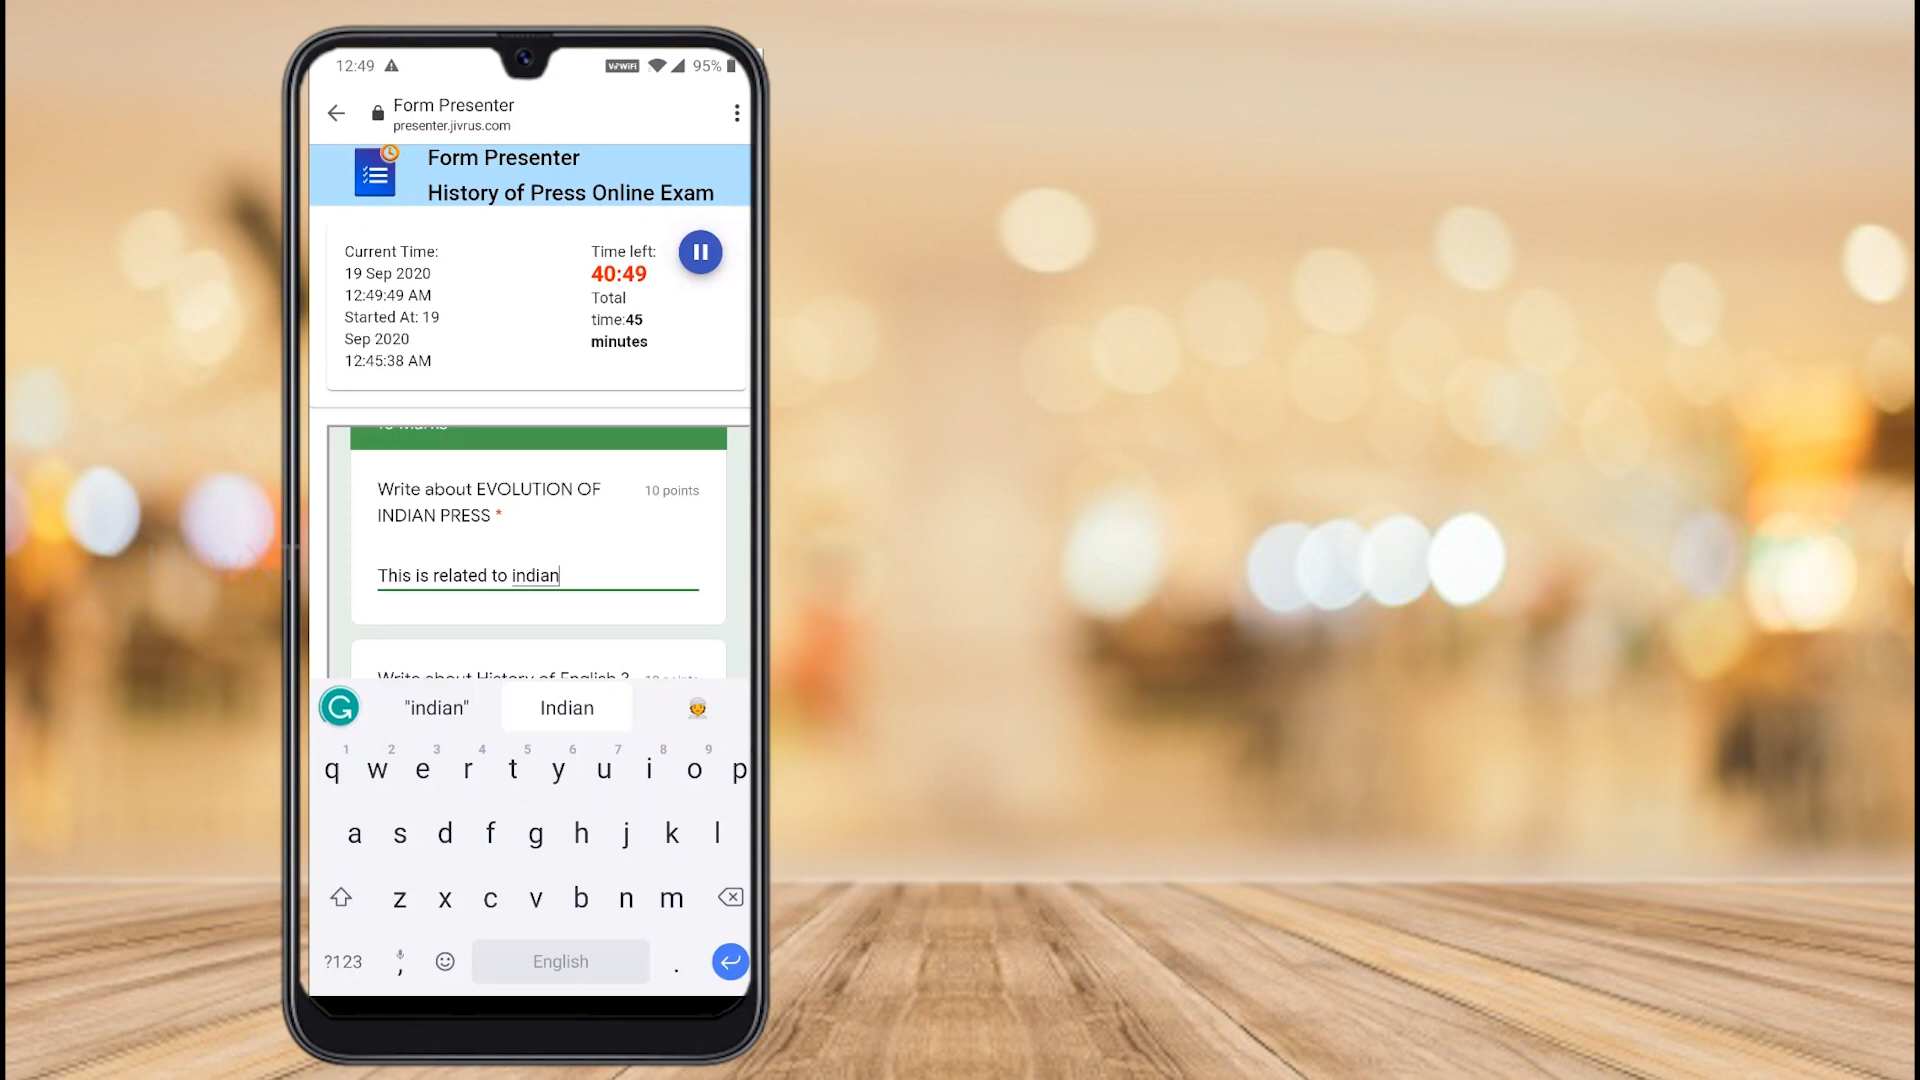 12:49
VoWiFi
95%
Form Presenter
presenter.jivrus.com
Form Presenter
History of Press Online Exam
Current Time:
19 Sep 2020
12:49:49 AM
Started At: 19
Sep 2020
12:45:38 AM
Time left:
40:49
Total
time:45
minutes
Write about EVOLUTION OF
INDIAN PRESS *
10 points
This is related to indian
Write about History of English ?
10 points
"indian"
Indian
1 2 3 4 5 6 7 8 9
q w e r t y u i o p
a s d f g h j k l
z x c v b n m
?123 , English .